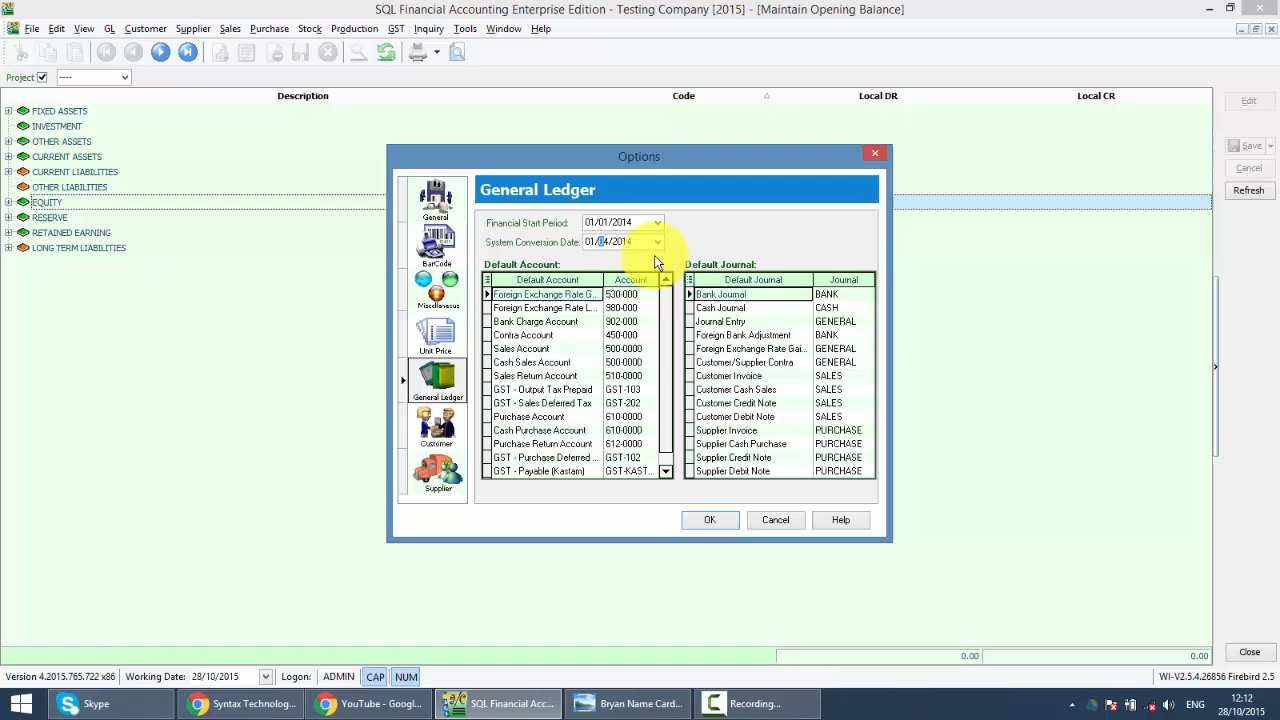 SQL Financial Accounting Enterprise Edition - Testing Company [2015] - [Maintain Opening Balance]
File Edit View GL Customer Supplier Sales Purchase Stock Production GST Inquiry Tools Window Help
Project ----
Description Code Local DR Local CR
FIXED ASSETS
INVESTMENT
OTHER ASSETS
CURRENT ASSETS
CURRENT LIABILITIES
OTHER LIABILITIES
EQUITY
RESERVE
RETAINED EARNING
LONG TERM LIABILITIES
Edit
Save
Cancel
Refresh
Options
General
BarCode
Miscellaneous
Unit Price
General Ledger
Customer
Supplier
General Ledger
Financial Start Period: 01/01/2014
System Conversion Date: 01/04/2014
Default Account:
Default Account Account
Foreign Exchange Rate G... 530-000
Foreign Exchange Rate L... 980-000
Bank Charge Account 902-000
Contra Account 450-000
Sales Account 500-0000
Cash Sales Account 500-0000
Sales Return Account 510-0000
GST - Output Tax Prepaid GST-103
GST - Sales Deferred Tax GST-202
Purchase Account 610-0000
Cash Purchase Account 610-0000
Purchase Return Account 612-0000
GST - Purchase Deferred ... GST-102
GST - Payable (Kastam) GST-KAST...
Default Journal:
Default Journal Journal
Bank Journal BANK
Cash Journal CASH
Journal Entry GENERAL
Foreign Bank Adjustment BANK
Foreign Exchange Rate Gai... GENERAL
Customer/Supplier Contra GENERAL
Customer Invoice SALES
Customer Cash Sales SALES
Customer Credit Note SALES
Customer Debit Note SALES
Supplier Invoice PURCHASE
Supplier Cash Purchase PURCHASE
Supplier Credit Note PURCHASE
Supplier Debit Note PURCHASE
OK Cancel Help
0.00 0.00
Close
Version 4.2015.765.722 x86 Working Date: 28/10/2015 Logon: ADMIN CAP NUM WI-V2.5.4.26856 Firebird 2.5
Skype Syntax Technolog... YouTube - Googl... SQL Financial Acc... Bryan Name Card... Recording... ENG 12:12
28/10/2015